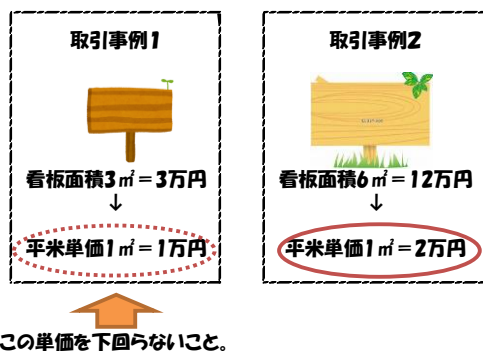 取引事例1
看板面積3㎡＝3万円
↓
平米単価1㎡＝1万円
取引事例2
看板面積6㎡＝12万円
↓
平米単価1㎡＝2万円
この単価を下回らないこと。